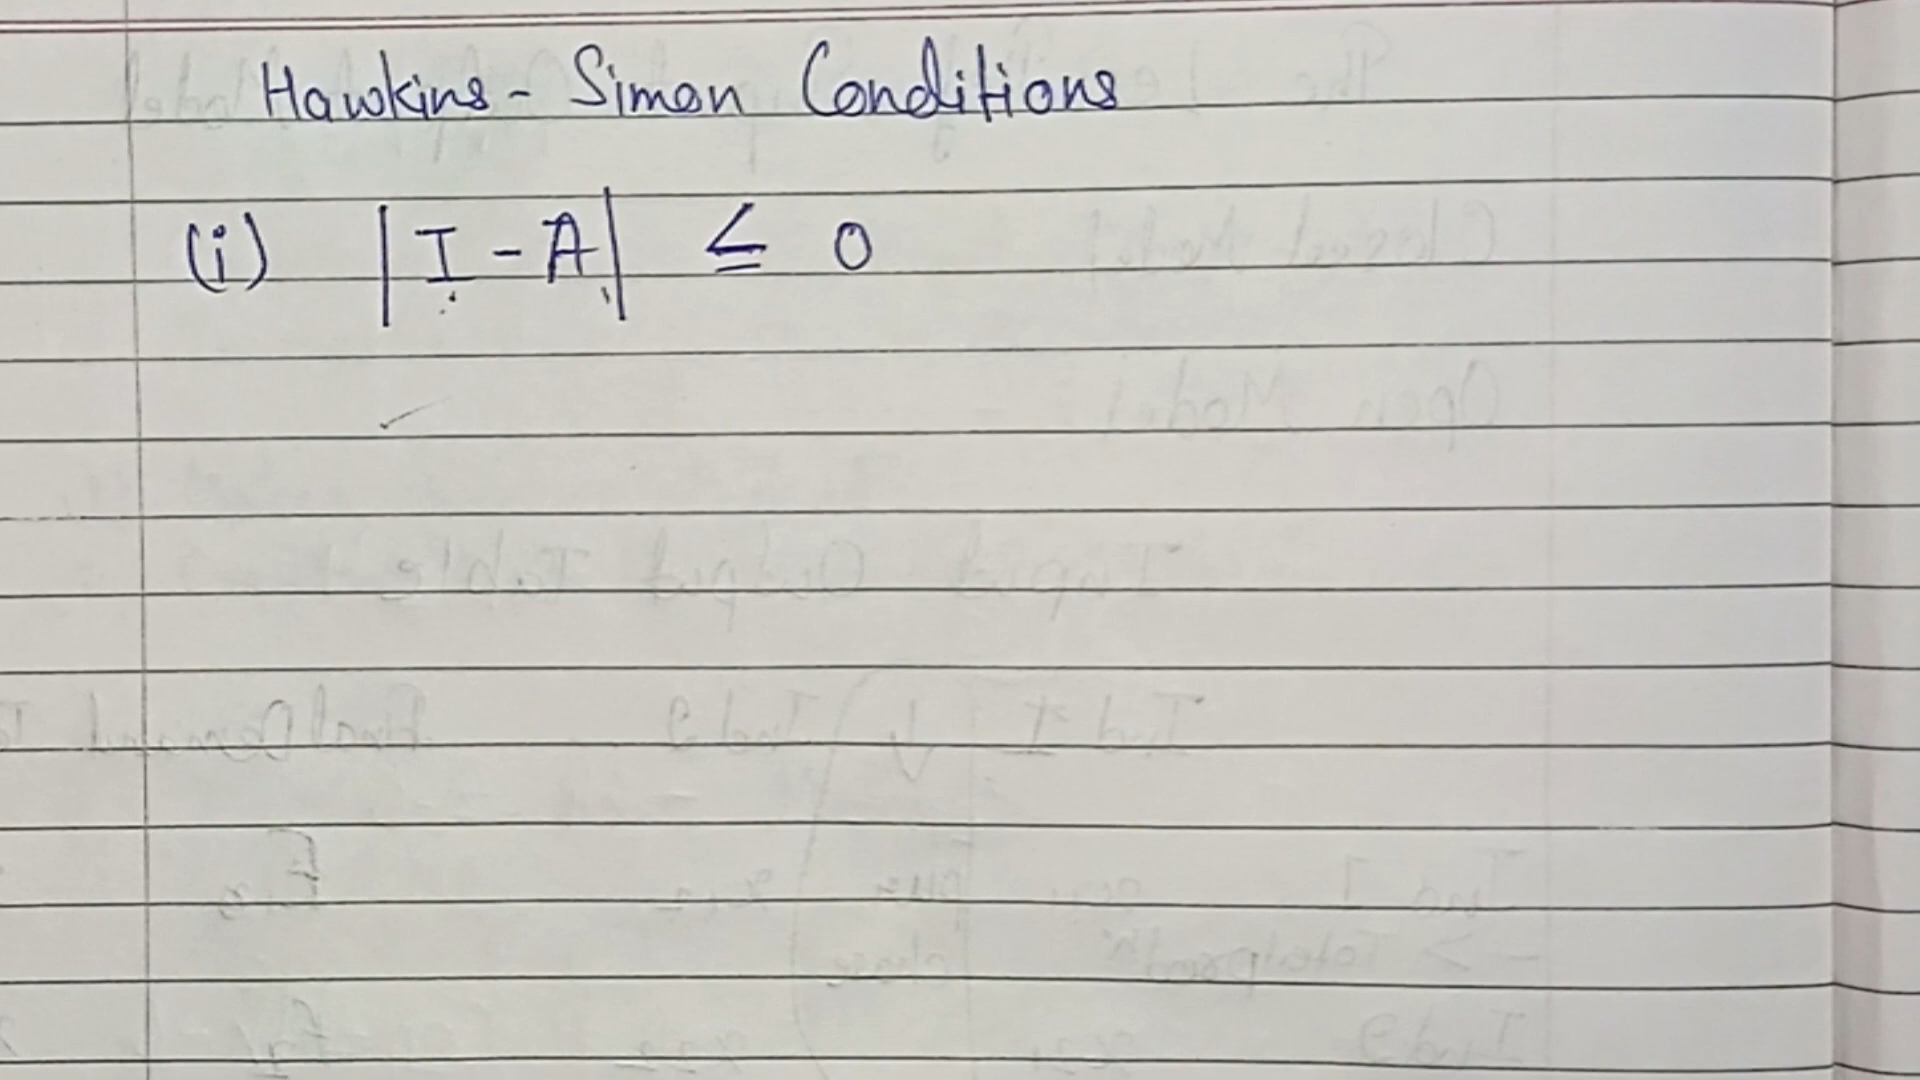 Hawkins - Simon Conditions
(i) |I - A| ≤ 0